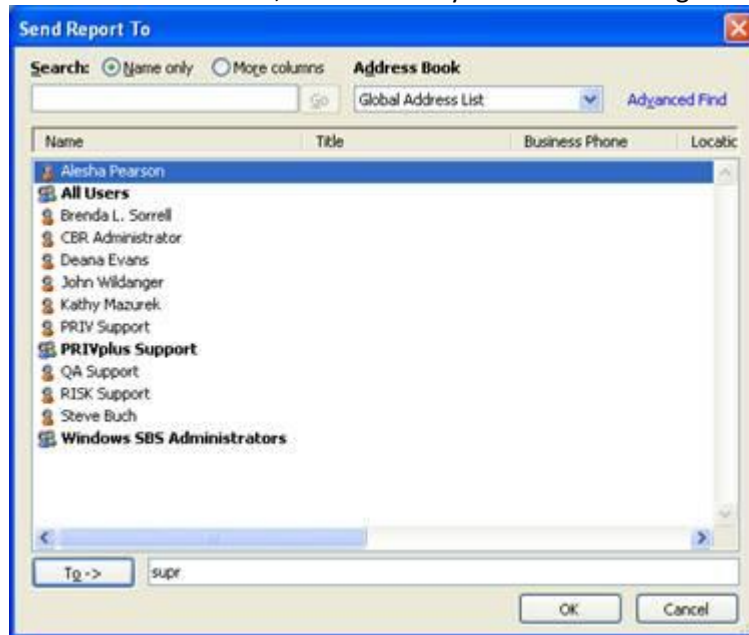 Send Report To
Search: Name only More columns Address Book
Go Global Address List Advanced Find
Name Title Business Phone Locatic
Alesha Pearson
All Users
Brenda L. Sorrell
CBR Administrator
Deana Evans
John Wildanger
Kathy Mazurek
PRIV Support
PRIVplus Support
QA Support
RISK Support
Steve Buch
Windows SBS Administrators
To -> supr
OK Cancel